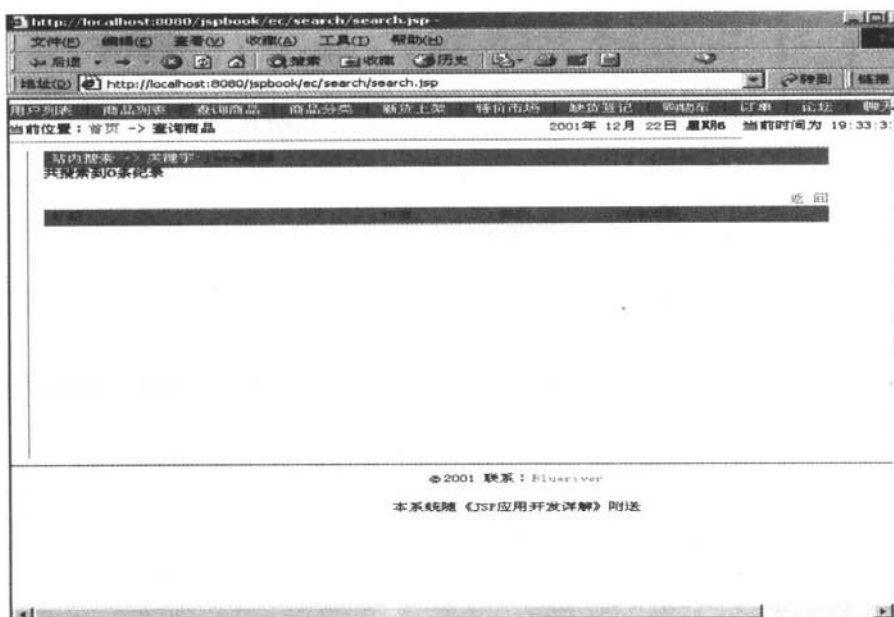 http://localhost:8080/jspbook/ec/search/search.jsp -
文件(F) 编辑(E) 查看(V) 收藏(A) 工具(T) 帮助(H)
后退 搜索 收藏 历史
地址(D) http://localhost:8080/jspbook/ec/search/search.jsp 转到 链接
用户列表 商品列表 查询商品 商品分类 新货上架 特价市场 缺货登记 购物车 订单 论坛 聊天
当前位置：首页 -> 查询商品 2001年 12月 22日 星期6 当前时间为 19:33:3
站内搜索 -> 关键字
共搜索到0条纪录
返 回
©2001 联系：Blueriver
本系统随《JSP应用开发详解》附送